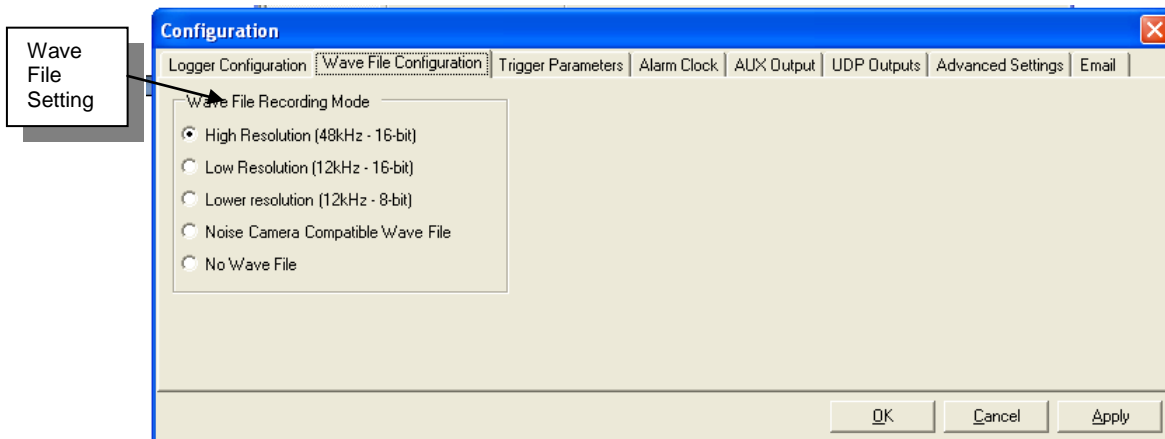 Wave
File
Setting
Configuration
Logger Configuration Wave File Configuration Trigger Parameters Alarm Clock AUX Output UDP Outputs Advanced Settings Email
Wave File Recording Mode
High Resolution (48kHz - 16-bit)
Low Resolution (12kHz - 16-bit)
Lower resolution (12kHz - 8-bit)
Noise Camera Compatible Wave File
No Wave File
OK Cancel Apply